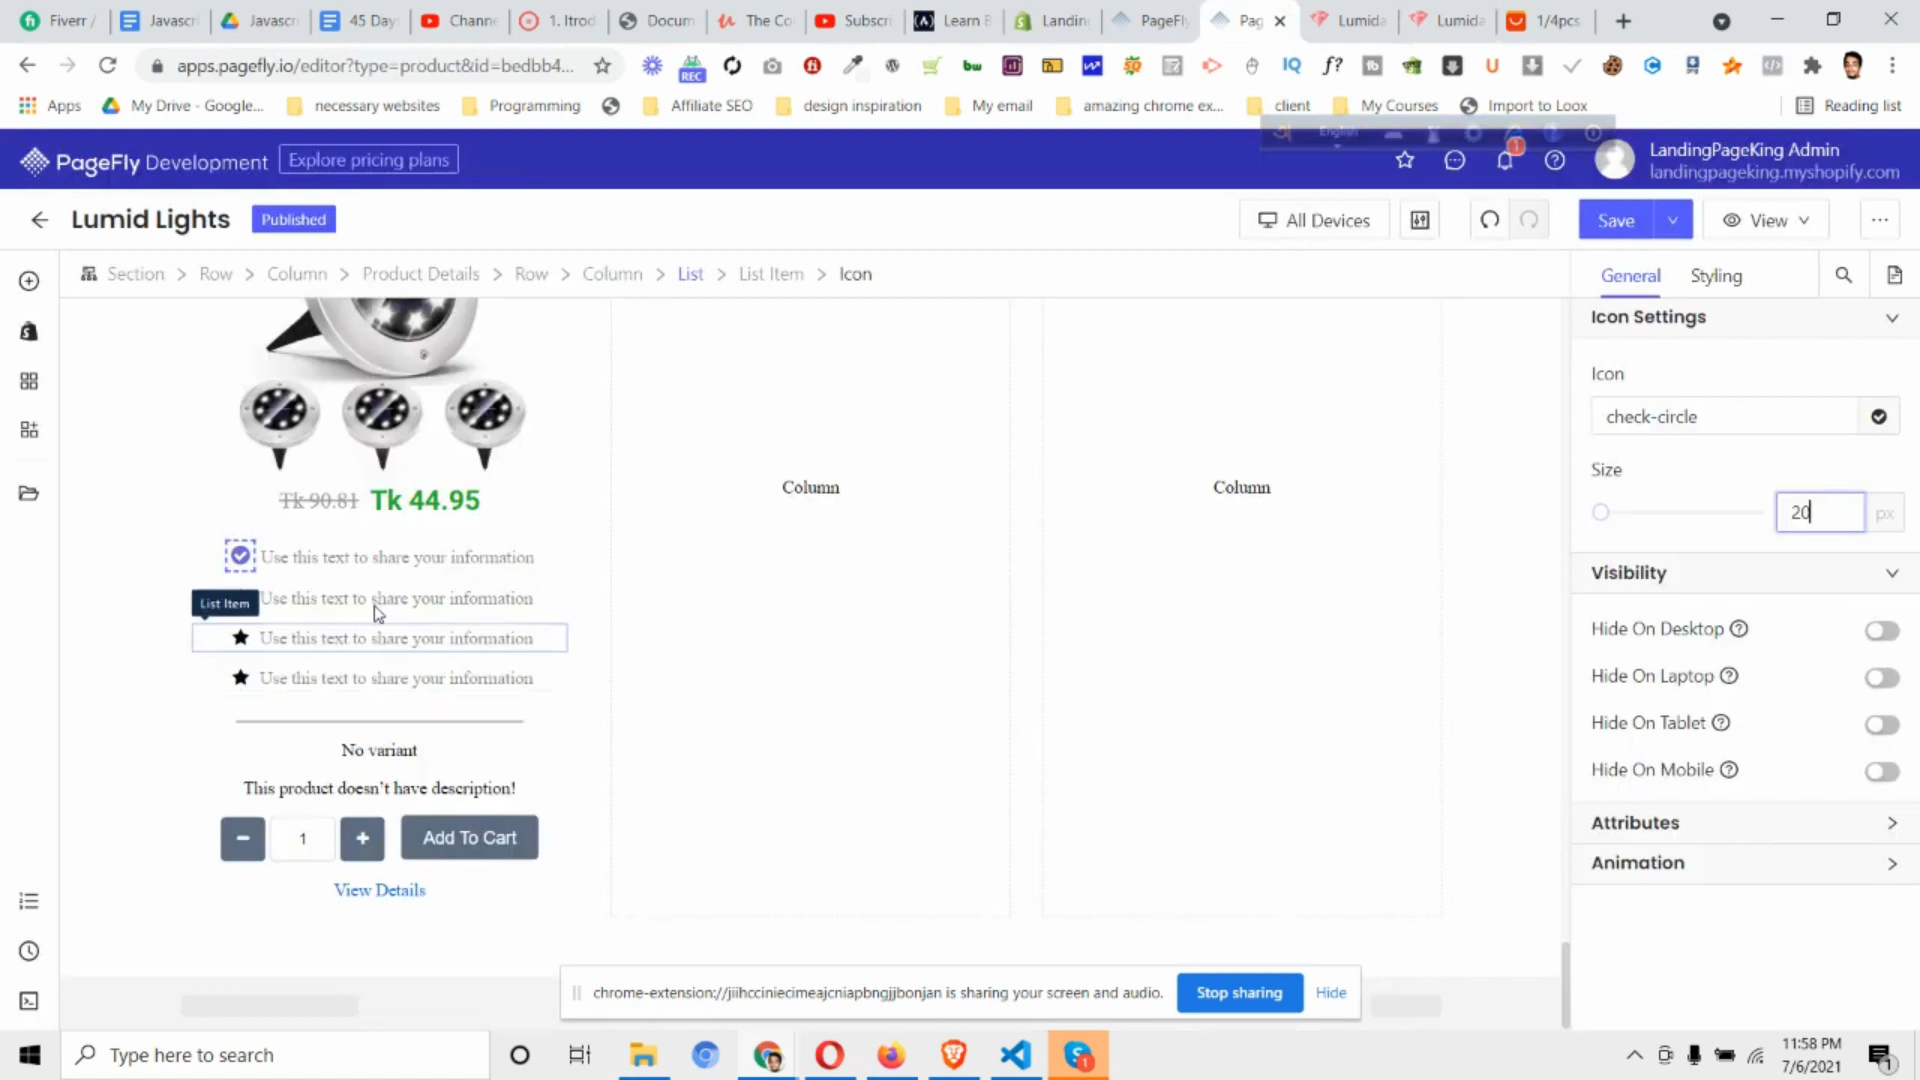 Fiverr /
Javascri
Javascri
45 Day
Channe
1. Itrod
Docum
The Co
Subscri
Learn B
Landin
PageFly
Pag
Lumida
Lumida
1/4pcs
apps.pagefly.io/editor?type=product&id=bedbb4...
REC
bw
IQ
f?
Apps
My Drive - Google...
necessary websites
Programming
Affiliate SEO
design inspiration
My email
amazing chrome ex...
client
My Courses
Import to Loox
Reading list
English
PageFly Development
Explore pricing plans
1
LandingPageKing Admin
landingpageking.myshopify.com
Lumid Lights
Published
All Devices
Save
View
Section > Row > Column > Product Details > Row > Column > List > List Item > Icon
General
Styling
Icon Settings
Icon
check-circle
Size
20
px
Visibility
Hide On Desktop
Hide On Laptop
Hide On Tablet
Hide On Mobile
Attributes
Animation
Column
Column
Tk 90.81 Tk 44.95
Use this text to share your information
List Item
Use this text to share your information
Use this text to share your information
Use this text to share your information
No variant
This product doesn't have description!
1
Add To Cart
View Details
chrome-extension://jiihcciniecimeajcniapbngjjbonjan is sharing your screen and audio.
Stop sharing
Hide
Type here to search
1
11:58 PM
7/6/2021
1